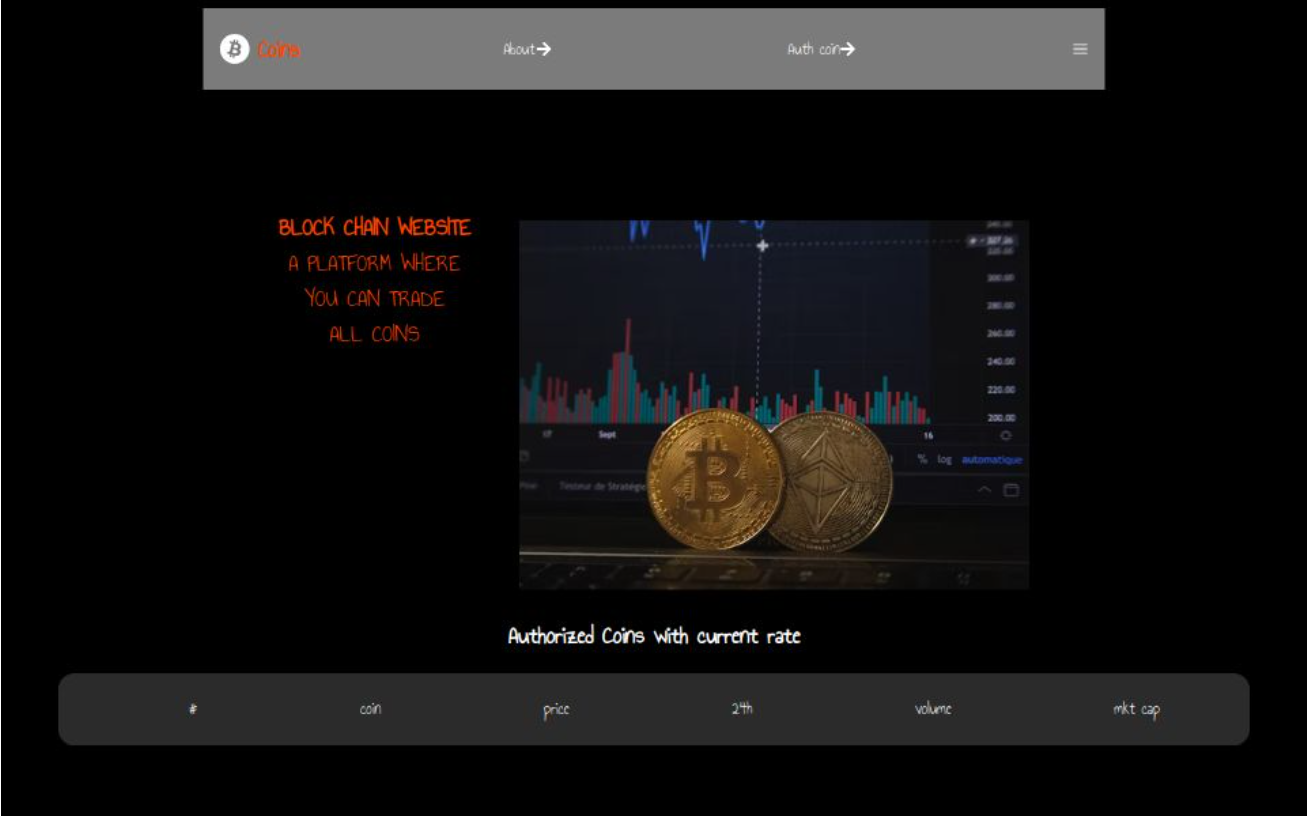 Coins
About→
Auth coin→
BLOCK CHAIN WEBSITE
A PLATFORM WHERE
YOU CAN TRADE
ALL COINS
300.00
280.00
260.00
240.00
220.00
200.00
17 Sept 16
% log automatique
Testeur de Stratégie
Authorized Coins with current rate
# coin price 24h volume mkt cap